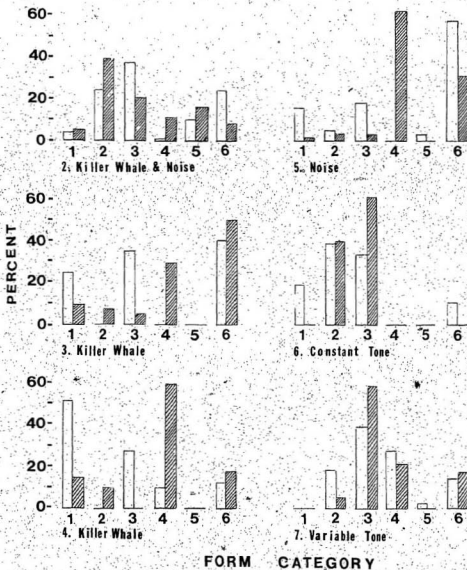 60-
40-
20-
0-
1 2 3 4 5 6
2. Killer Whale & Noise
1 2 3 4 5 6
5. Noise
PERCENT
60-
40-
20-
0-
1 2 3 4 5 6
3. Killer Whale
1 2 3 4 5 6
6. Constant Tone
60-
40-
20-
0-
1 2 3 4 5 6
4. Killer Whale
1 2 3 4 5 6
7. Variable Tone
FORM CATEGORY